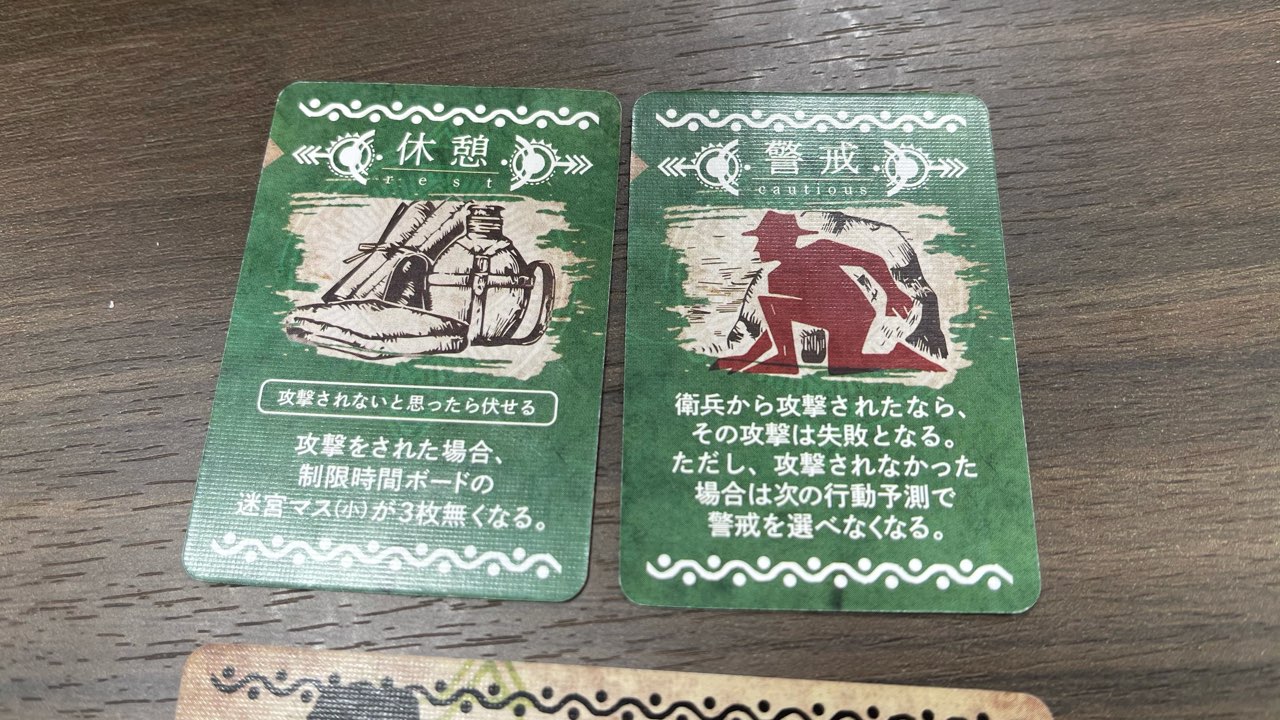 休憩
rest
攻撃されないと思ったら伏せる
攻撃をされた場合、
制限時間ボードの
迷宮マス(小)が3枚無くなる。
警戒
cautious
衛兵から攻撃されたなら、
その攻撃は失敗となる。
ただし、攻撃されなかった
場合は次の行動予測で
警戒を選べなくなる。